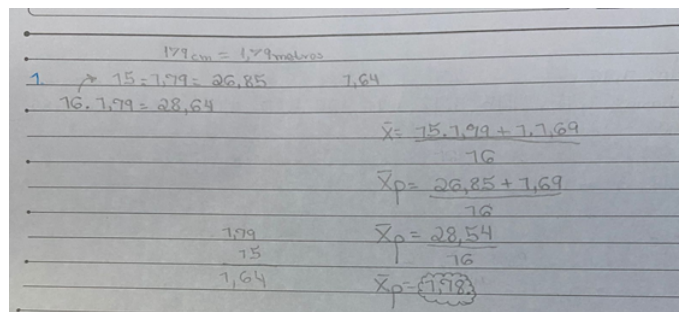 179cm = 1,79 metros
1. → 15 = 1,79 = 26,85 1,64
16. 1,79 = 28,64
x̄ = 15.1,79 + 1.1,69
16
x̄p = 26,85 + 1,69
16
1,79
x̄p = 28,54
15
16
1,64
x̄p = 1,78